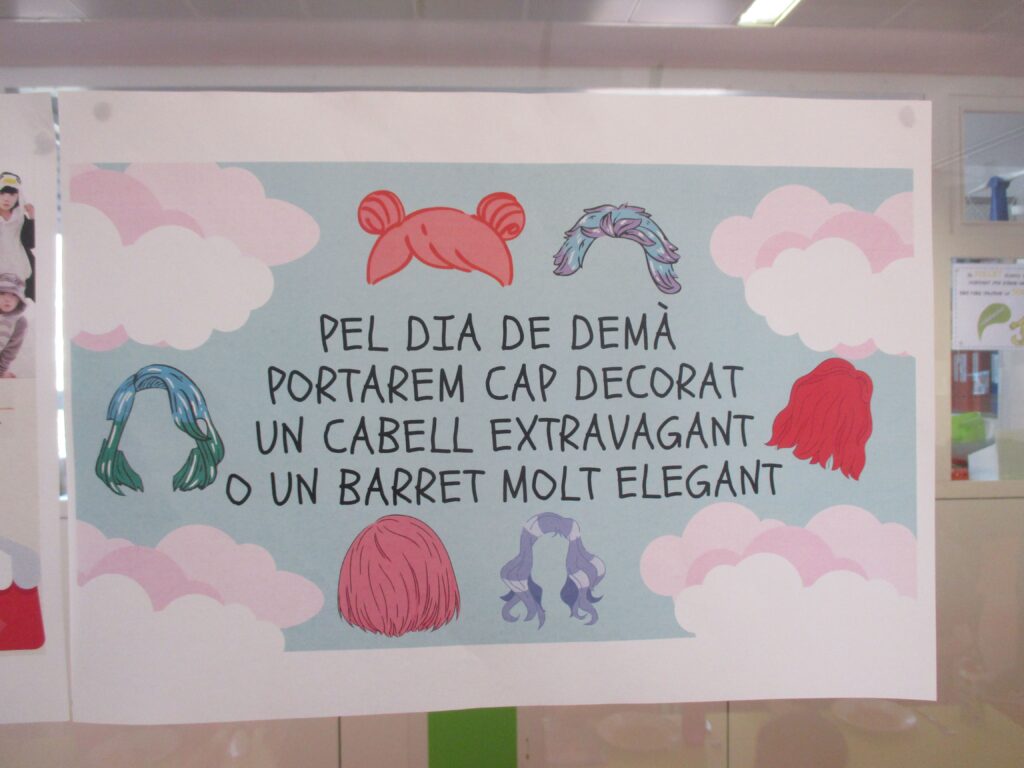 PEL DIA DE DEMÀ
PORTAREM CAP DECORAT
UN CABELL EXTRAVAGANT
O UN BARRET MOLT ELEGANT